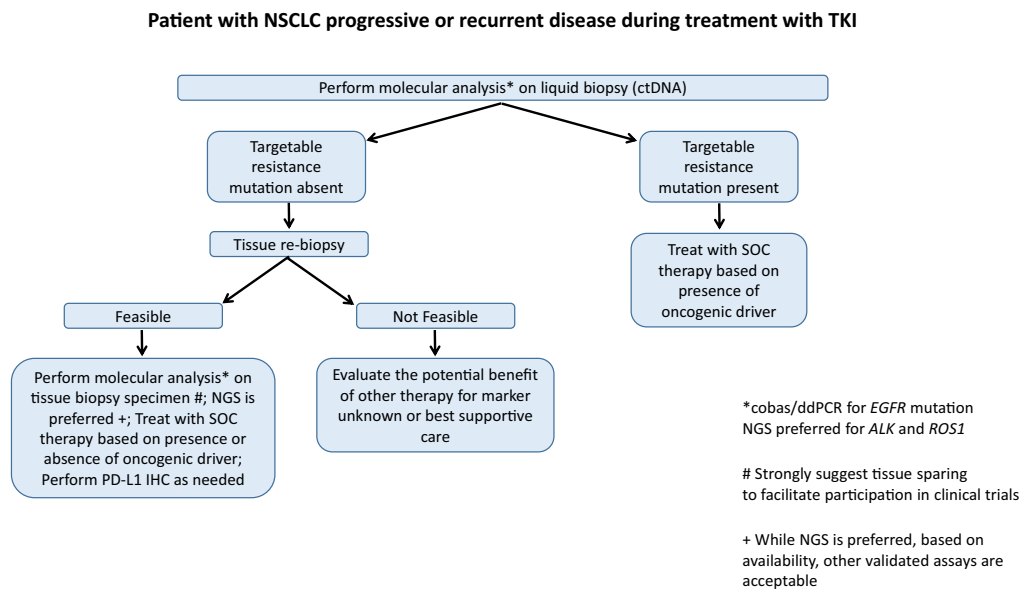 Patient with NSCLC progressive or recurrent disease during treatment with TKI
Perform molecular analysis* on liquid biopsy (ctDNA)
Targetable
resistance
mutation absent
Targetable
resistance
mutation present
Tissue re-biopsy
Treat with SOC
therapy based on
presence of
oncogenic driver
Feasible
Not Feasible
Perform molecular analysis* on
tissue biopsy specimen #; NGS is
preferred +; Treat with SOC
therapy based on presence or
absence of oncogenic driver;
Perform PD-L1 IHC as needed
Evaluate the potential benefit
of other therapy for marker
unknown or best supportive
care
*cobas/ddPCR for EGFR mutation
NGS preferred for ALK and ROS1
# Strongly suggest tissue sparing
to facilitate participation in clinical trials
+ While NGS is preferred, based on
availability, other validated assays are
acceptable